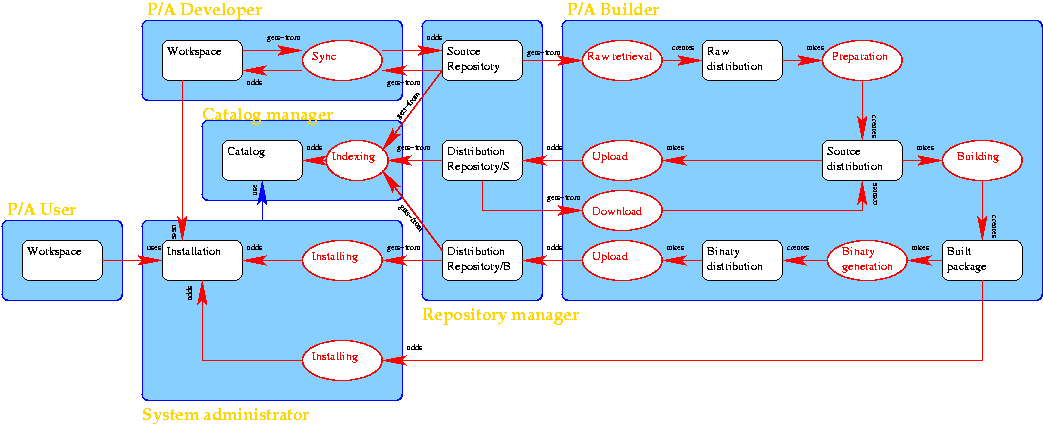 P/A Developer
P/A Builder
Workspace
gets-from
Sync
adds
Source
Repository
gets-from
Raw retrieval
creates
Raw
distribution
takes
Preparation
adds
gets-from
gets-from
creates
Catalog manager
Catalog
adds
Indexing
gets-from
Distribution
Repository/S
adds
Upload
takes
Source
distribution
takes
Building
gets-from
Download
creates
creates
gets-from
P/A User
Workspace
uses
uses
Installation
adds
Installing
gets-from
Distribution
Repository/B
adds
Upload
takes
Binary
distribution
creates
Binary
generation
takes
Built
package
adds
Repository manager
Installing
adds
System administrator